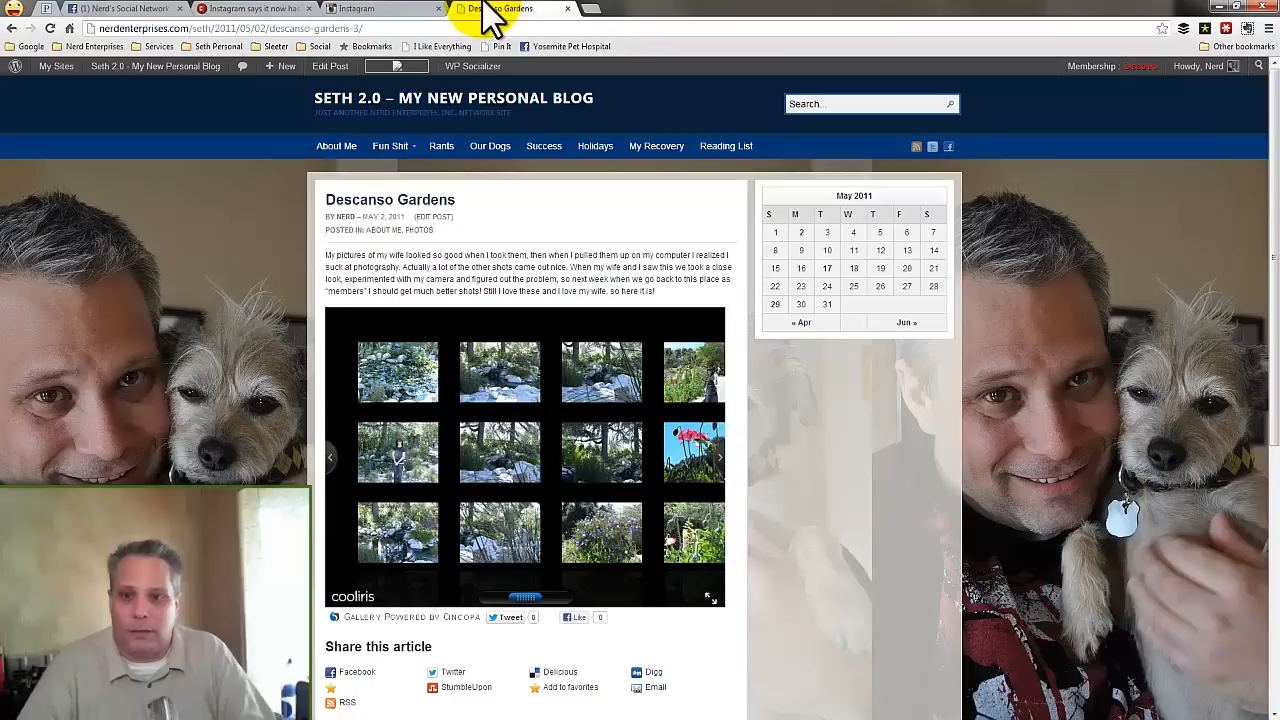 (1) Nerd's Social Network
Instagram says it now has
Instagram
Descanso Gardens
nerdenterprises.com/seth/2011/05/02/descanso-gardens-3/
Google
Nerd Enterprises
Services
Seth Personal
Sleeter
Social
Bookmarks
I Like Everything
Pin It
Yosemite Pet Hospital
Other bookmarks
My Sites
Seth 2.0 - My New Personal Blog
+ New
Edit Post
WP Socializer
Membership :
Howdy, Nerd
SETH 2.0 – MY NEW PERSONAL BLOG
JUST ANOTHER NERD ENTERPRISES, INC. NETWORK SITE
Search...
About Me
Fun Shit
Rants
Our Dogs
Success
Holidays
My Recovery
Reading List
Descanso Gardens
BY NERD – MAY 2, 2011 (EDIT POST)
POSTED IN: ABOUT ME, PHOTOS
My pictures of my wife looked so good when I took them, then when I pulled them up on my computer I realized I
suck at photography. Actually a lot of the other shots came out nice. When my wife and I saw this we took a close
look, experimented with my camera and figured out the problem, so next week when we go back to this place as
"members" I should get much better shots! Still I love these and I love my wife, so here it is!
May 2011
S M T W T F S
1 2 3 4 5 6 7
8 9 10 11 12 13 14
15 16 17 18 19 20 21
22 23 24 25 26 27 28
29 30 31
« Apr Jun »
cooliris
GALLERY POWERED BY CINCOPA
Tweet 0
Like 0
Share this article
Facebook
Twitter
Delicious
Digg
StumbleUpon
Add to favorites
Email
RSS